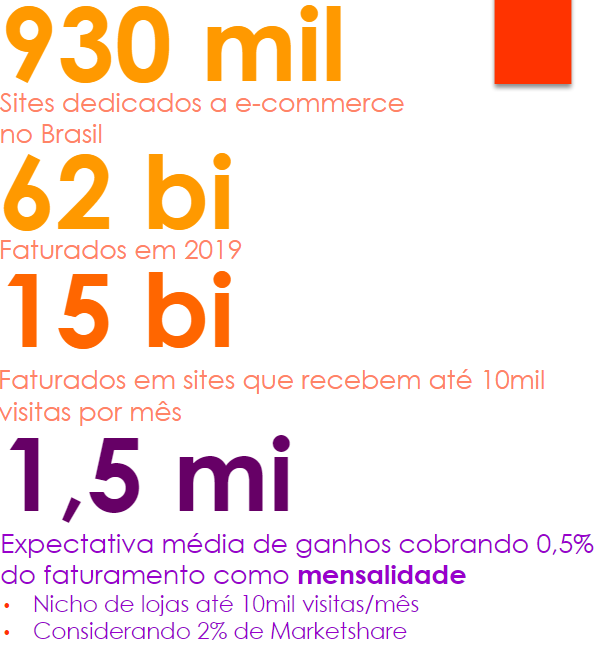 930 mil
Sites dedicados a e-commerce
no Brasil
62 bi
Faturados em 2019
15 bi
Faturados em sites que recebem até 10mil
visitas por mês
1,5 mi
Expectativa média de ganhos cobrando 0,5%
do faturamento como mensalidade
• Nicho de lojas até 10mil visitas/mês
• Considerando 2% de Marketshare